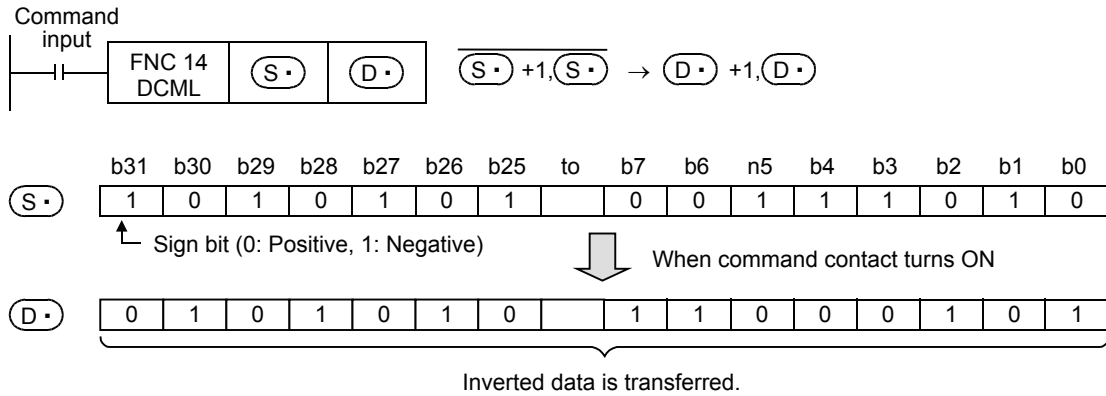 Command
input
FNC 14
DCML
S・ D・ S・ +1, S・ → D・ +1, D・
b31 b30 b29 b28 b27 b26 b25 to b7 b6 n5 b4 b3 b2 b1 b0
S・ 1 0 1 0 1 0 1 0 0 1 1 1 0 1 0
Sign bit (0: Positive, 1: Negative)
When command contact turns ON
D・ 0 1 0 1 0 1 0 1 1 0 0 0 1 0 1
Inverted data is transferred.